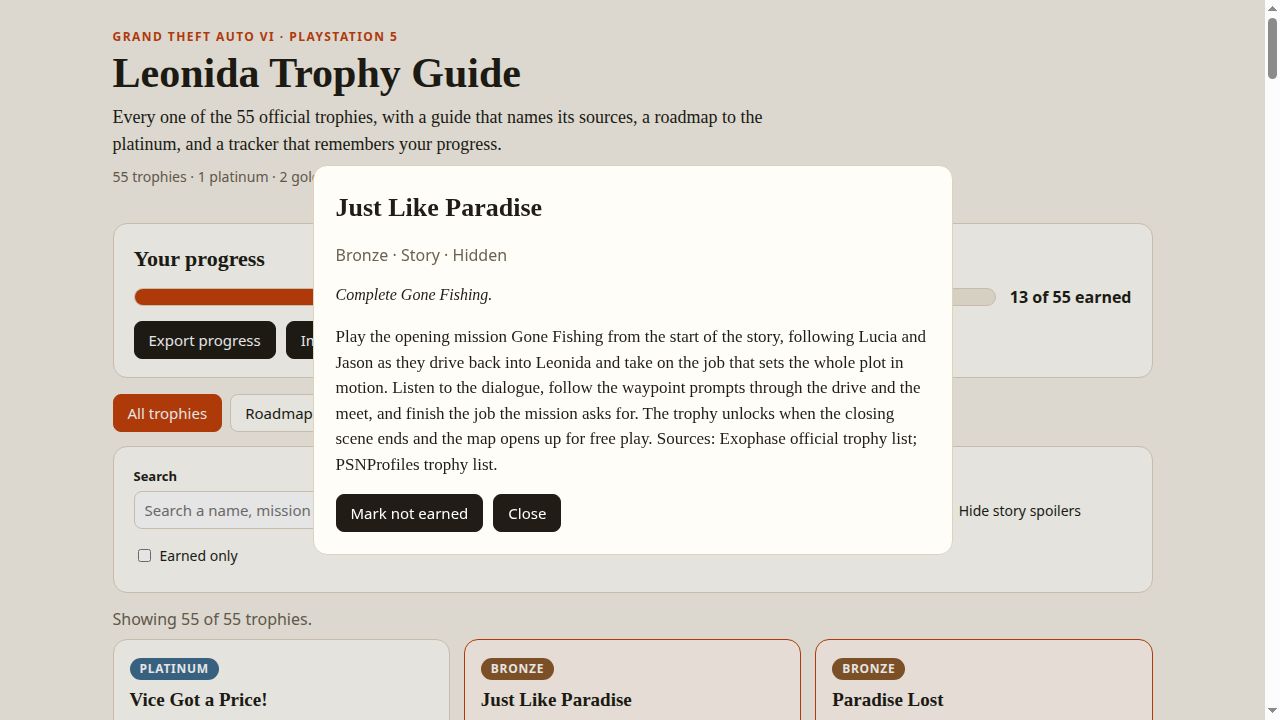 GRAND THEFT AUTO VI · PLAYSTATION 5
Leonida Trophy Guide
Every one of the 55 official trophies, with a guide that names its sources, a roadmap to the
platinum, and a tracker that remembers your progress.
55 trophies · 1 platinum · 2
Your progress
13 of 55 earned
Export progress
All trophies
Roadmap
Search
Search a name, mission
Hide story spoilers
Earned only
Just Like Paradise
Bronze · Story · Hidden
Complete Gone Fishing.
Play the opening mission Gone Fishing from the start of the story, following Lucia and
Jason as they drive back into Leonida and take on the job that sets the whole plot in
motion. Listen to the dialogue, follow the waypoint prompts through the drive and the
meet, and finish the job the mission asks for. The trophy unlocks when the closing
scene ends and the map opens up for free play. Sources: Exophase official trophy list;
PSNProfiles trophy list.
Mark not earned
Close
Showing 55 of 55 trophies.
PLATINUM
Vice Got a Price!
BRONZE
Just Like Paradise
BRONZE
Paradise Lost